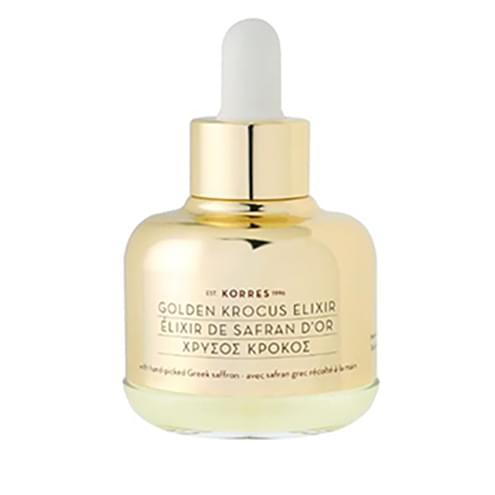 EST. KORRES 1996
GOLDEN KROCUS ELIXIR
ÉLIXIR DE SAFRAN D'OR
ΧΡΥΣΟΣ ΚΡΟΚΟΣ
with hand-picked Greek saffron - avec safran grec récolté à la main